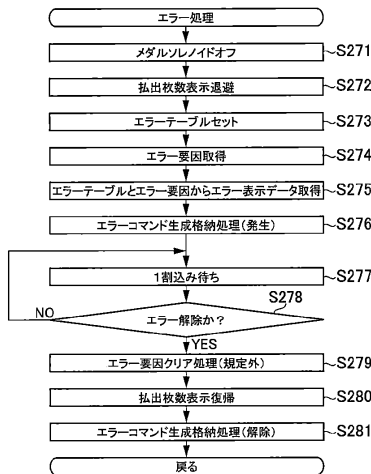 エラー処理
メダルソレノイドオフ
S271
払出枚数表示退避
S272
エラーテーブルセット
S273
エラー要因取得
S274
エラーテーブルとエラー要因からエラー表示データ取得
S275
エラーコマンド生成格納処理(発生)
S276
1割込み待ち
S277
S278
エラー解除か?
NO
YES
エラー要因クリア処理(規定外)
S279
払出枚数表示復帰
S280
エラーコマンド生成格納処理(解除)
S281
戻る